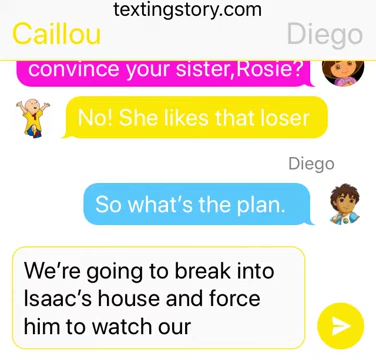 textingstory.com
Caillou
Diego
convince your sister,Rosie?
No! She likes that loser
Diego
So what's the plan.
We're going to break into
Isaac's house and force
him to watch our